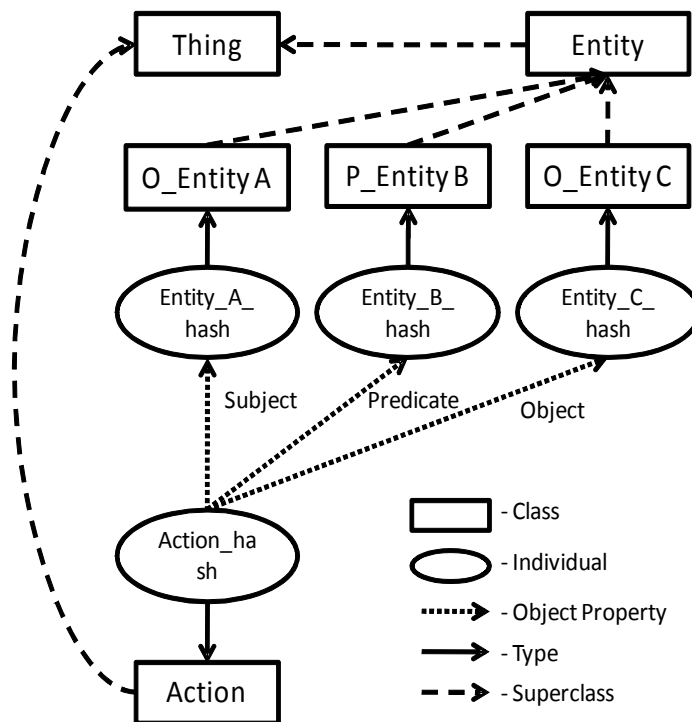 Thing
Entity
O_Entity A
P_Entity B
O_Entity C
Entity_A_
hash
Entity_B_
hash
Entity_C_
hash
Subject
Predicate
Object
Action_ha
sh
Action
- Class
- Individual
- Object Property
- Type
- Superclass